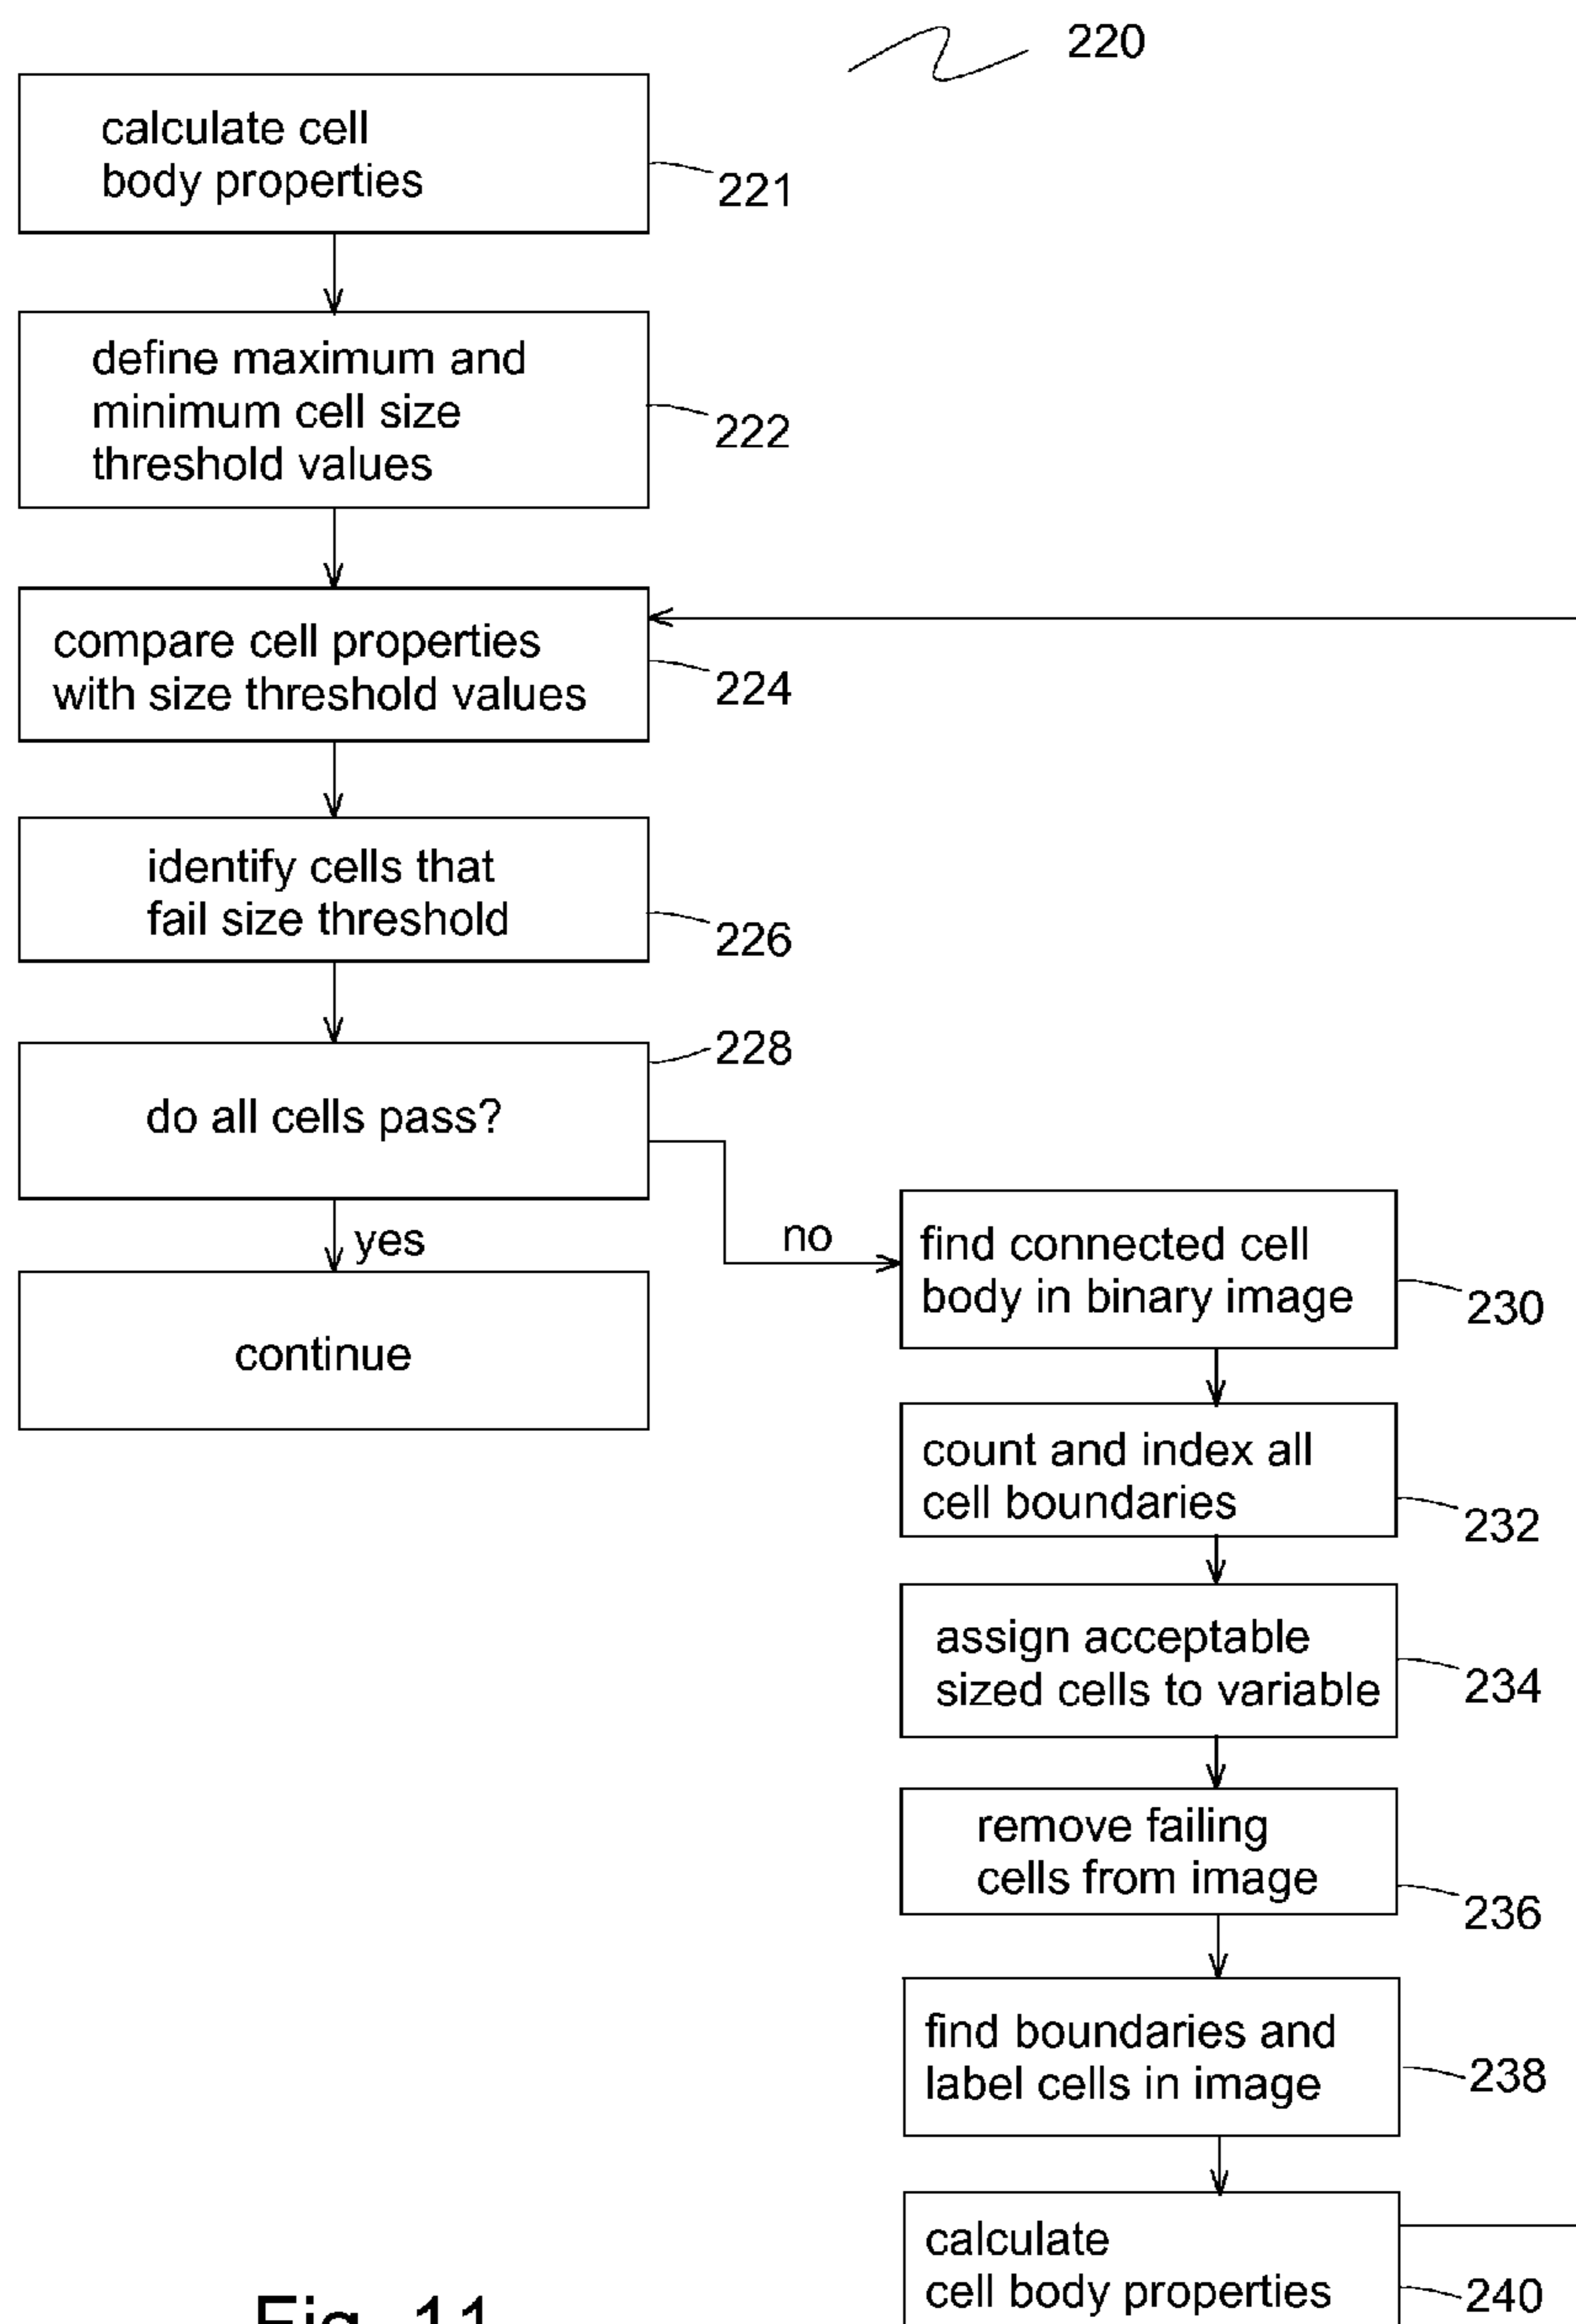 220
calculate cell
body properties
221
define maximum and
minimum cell size
threshold values
222
compare cell properties
with size threshold values
224
identify cells that
fail size threshold
226
228
do all cells pass?
yes
no
continue
find connected cell
body in binary image
230
count and index all
cell boundaries
232
assign acceptable
sized cells to variable
234
remove failing
cells from image
236
find boundaries and
label cells in image
238
calculate
cell body properties
240
Fig. 11